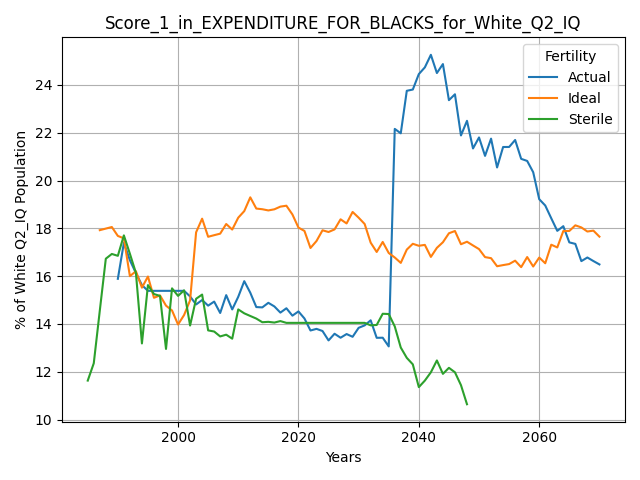 Score_1_in_EXPENDITURE_FOR_BLACKS_for_White_Q2_IQ
Fertility
Actual
Ideal
Sterile
% of White Q2_IQ Population
24
22
20
18
16
14
12
10
2000 2020 2040 2060
Years